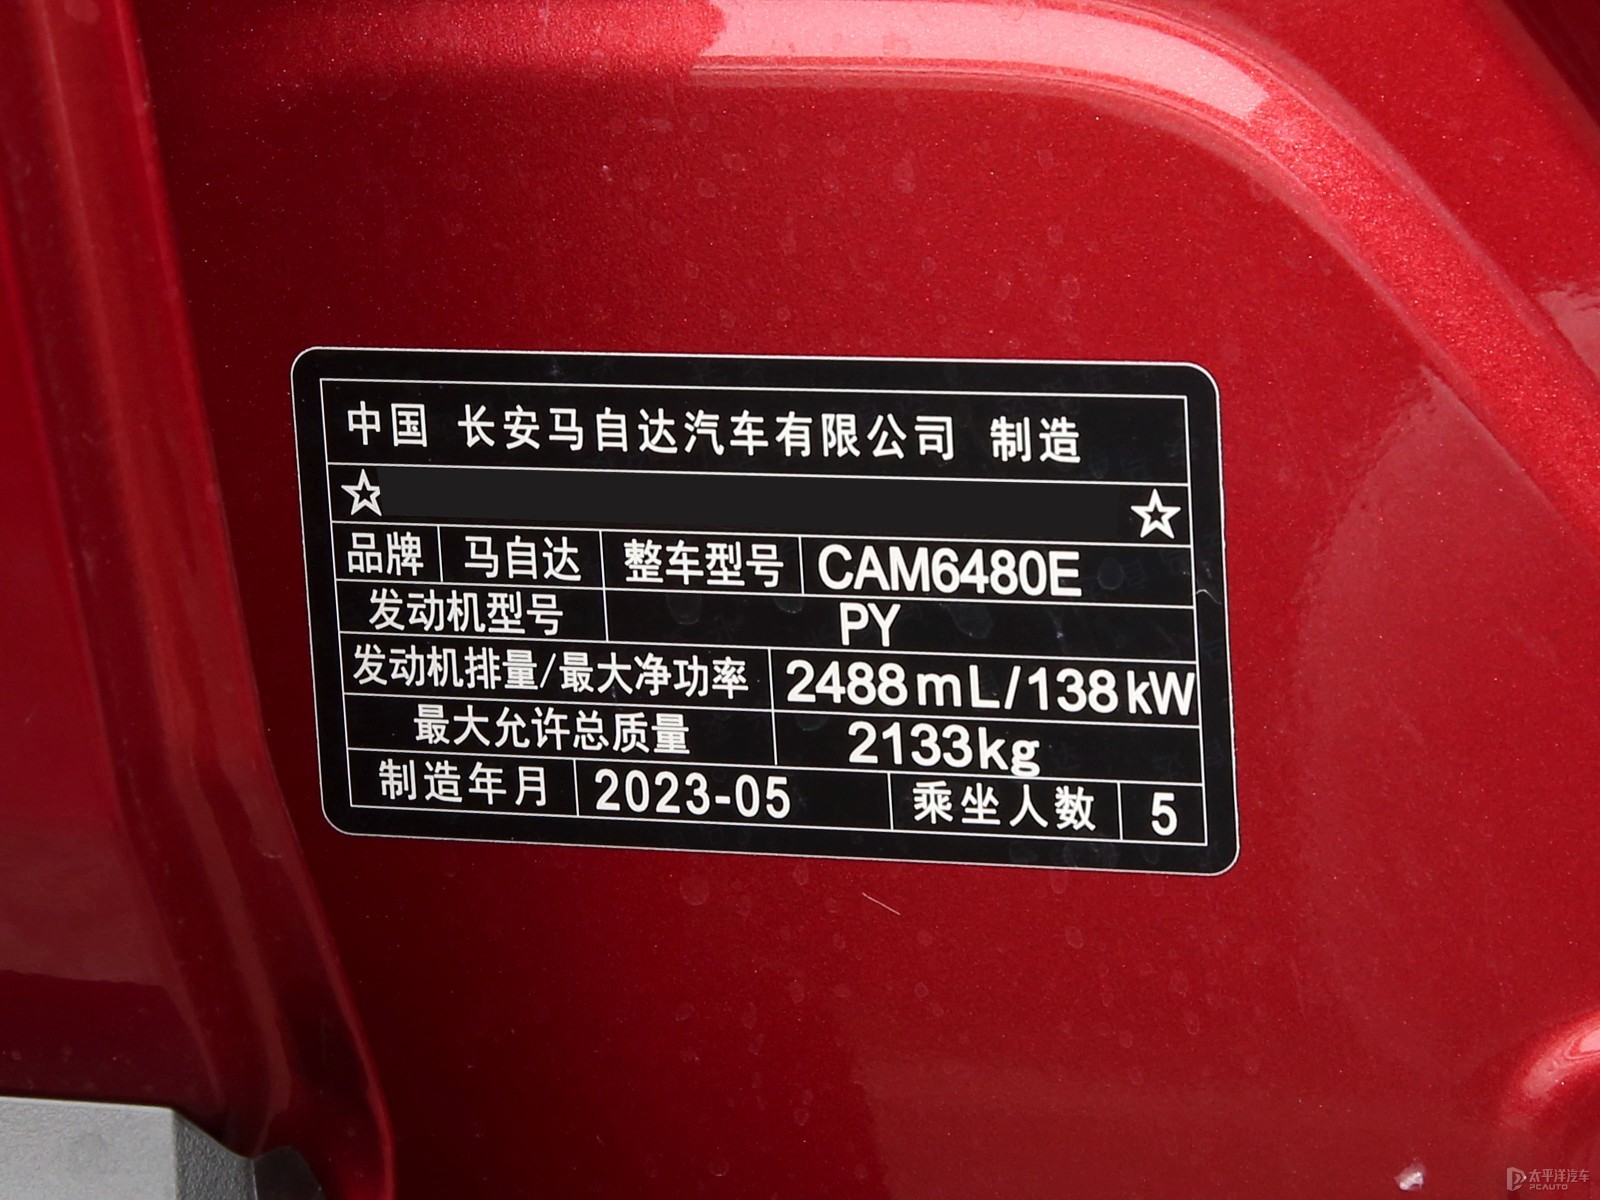 中国 长安马自达汽车有限公司 制造
☆ ☆
品牌 马自达 整车型号 CAM6480E
发动机型号 PY
发动机排量/最大净功率 2488mL/138kW
最大允许总质量 2133kg
制造年月 2023-05 乘坐人数 5
太平洋汽车
PCAUTO